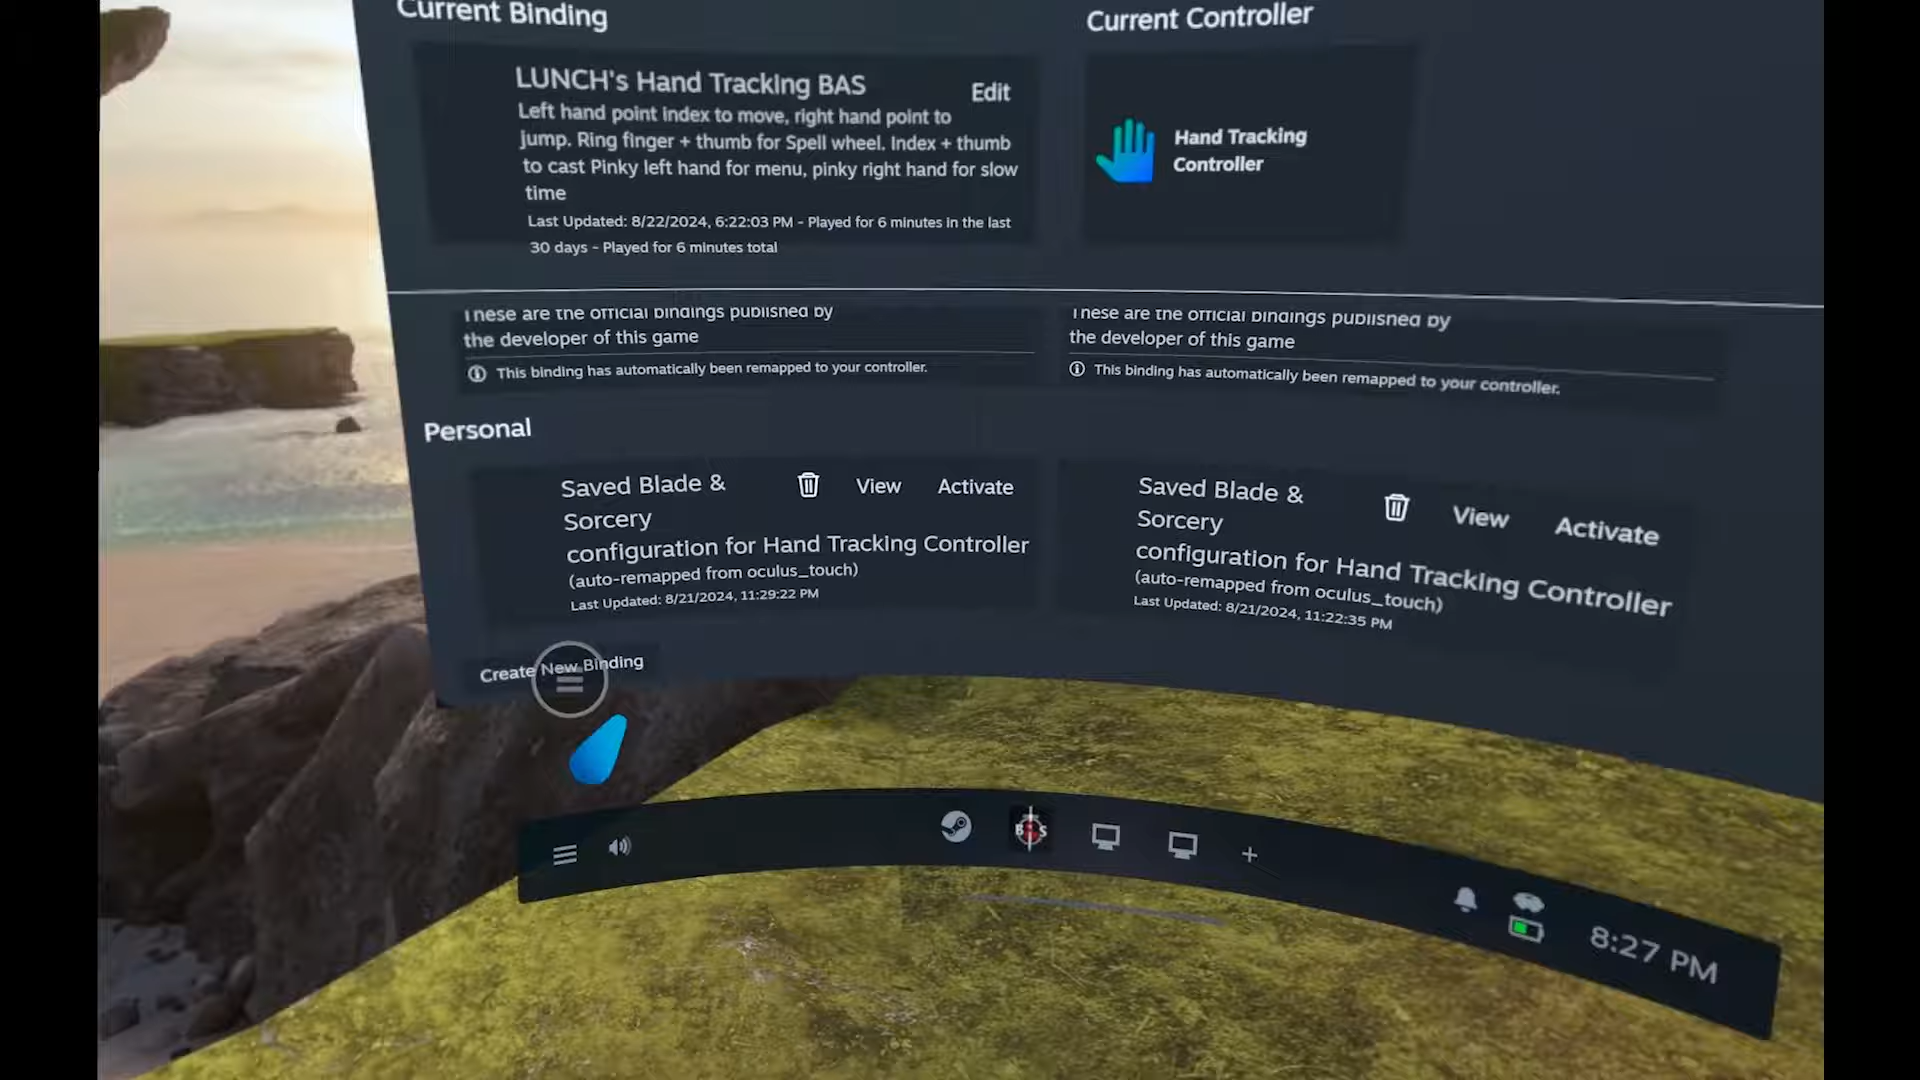 Current Binding
Current Controller
LUNCH's Hand Tracking BAS
Edit
Left hand point index to move, right hand point to
jump. Ring finger + thumb for Spell wheel. Index + thumb
to cast Pinky left hand for menu, pinky right hand for slow
time
Last Updated: 8/22/2024, 6:22:03 PM - Played for 6 minutes in the last
30 days - Played for 6 minutes total
Hand Tracking
Controller
These are the official bindings published by
the developer of this game
This binding has automatically been remapped to your controller.
These are the official bindings published by
the developer of this game
This binding has automatically been remapped to your controller.
Personal
Saved Blade &
Sorcery
configuration for Hand Tracking Controller
(auto-remapped from oculus_touch)
Last Updated: 8/21/2024, 11:29:22 PM
View
Activate
Saved Blade &
Sorcery
configuration for Hand Tracking Controller
(auto-remapped from oculus_touch)
Last Updated: 8/21/2024, 11:22:35 PM
View
Activate
Create New Binding
B&S
8:27 PM